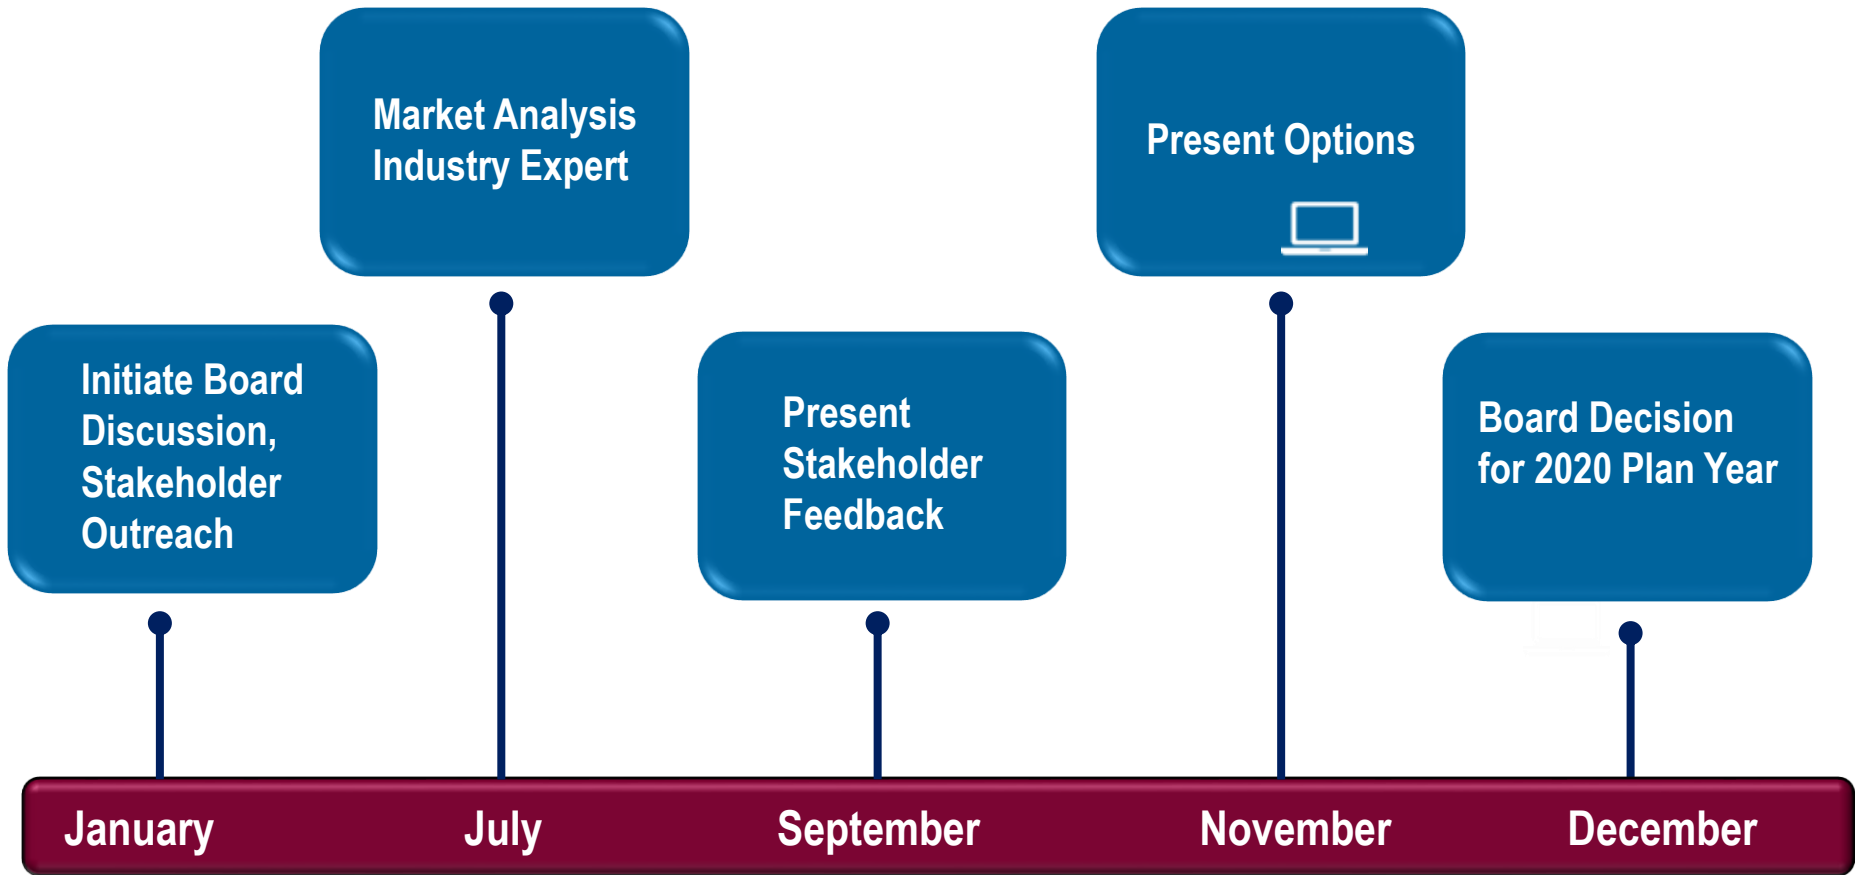 Market Analysis
Industry Expert
Present Options
Initiate Board
Discussion,
Stakeholder
Outreach
Present
Stakeholder
Feedback
Board Decision
for 2020 Plan Year
January
July
September
November
December